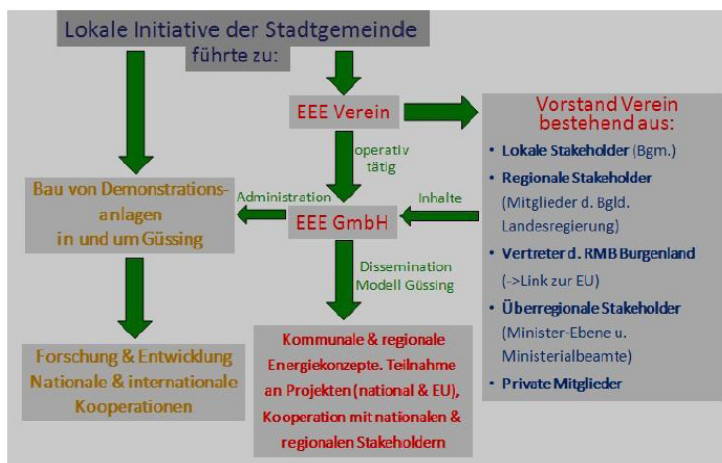 Lokale Initiative der Stadtgemeinde
führte zu:
EEE Verein
Vorstand Verein
bestehend aus:
• Lokale Stakeholder (Bgm.)
• Regionale Stakeholder
(Mitglieder d. Bgld.
Landesregierung)
• Vertreter d. RMB Burgenland
(->Link zur EU)
• Überregionale Stakeholder
(Minister-Ebene u.
Ministerialbeamte)
• Private Mitglieder
operativ
tätig
Bau von Demonstrations-
anlagen
in und um Güssing
Administration
EEE GmbH
Inhalte
Dissemination
Modell Güssing
Forschung & Entwicklung
Nationale & internationale
Kooperationen
Kommunale & regionale
Energiekonzepte. Teilnahme
an Projekten (national & EU),
Kooperation mit nationalen &
regionalen Stakeholdern